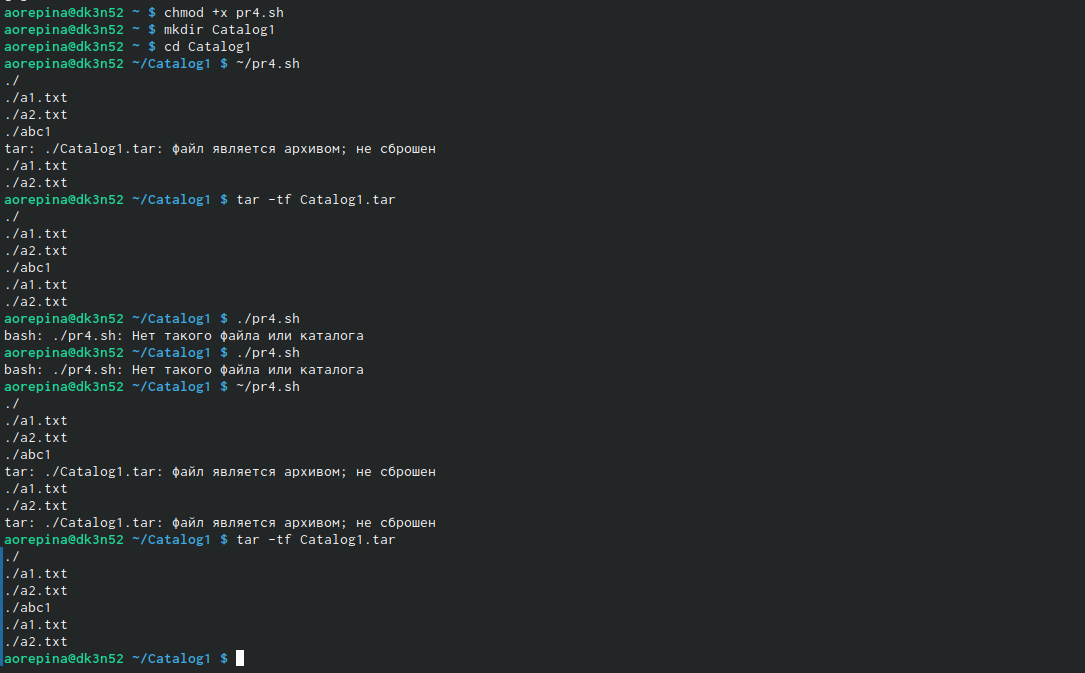 aorepina@dk3n52 ~ $ chmod +x pr4.sh
aorepina@dk3n52 ~ $ mkdir Catalog1
aorepina@dk3n52 ~ $ cd Catalog1
aorepina@dk3n52 ~/Catalog1 $ ~/pr4.sh
./
./a1.txt
./a2.txt
./abc1
tar: ./Catalog1.tar: файл является архивом; не сброшен
./a1.txt
./a2.txt
aorepina@dk3n52 ~/Catalog1 $ tar -tf Catalog1.tar
./
./a1.txt
./a2.txt
./abc1
./a1.txt
./a2.txt
aorepina@dk3n52 ~/Catalog1 $ ./pr4.sh
bash: ./pr4.sh: Нет такого файла или каталога
aorepina@dk3n52 ~/Catalog1 $ ./pr4.sh
bash: ./pr4.sh: Нет такого файла или каталога
aorepina@dk3n52 ~/Catalog1 $ ~/pr4.sh
./
./a1.txt
./a2.txt
./abc1
tar: ./Catalog1.tar: файл является архивом; не сброшен
./a1.txt
./a2.txt
tar: ./Catalog1.tar: файл является архивом; не сброшен
aorepina@dk3n52 ~/Catalog1 $ tar -tf Catalog1.tar
./
./a1.txt
./a2.txt
./abc1
./a1.txt
./a2.txt
aorepina@dk3n52 ~/Catalog1 $